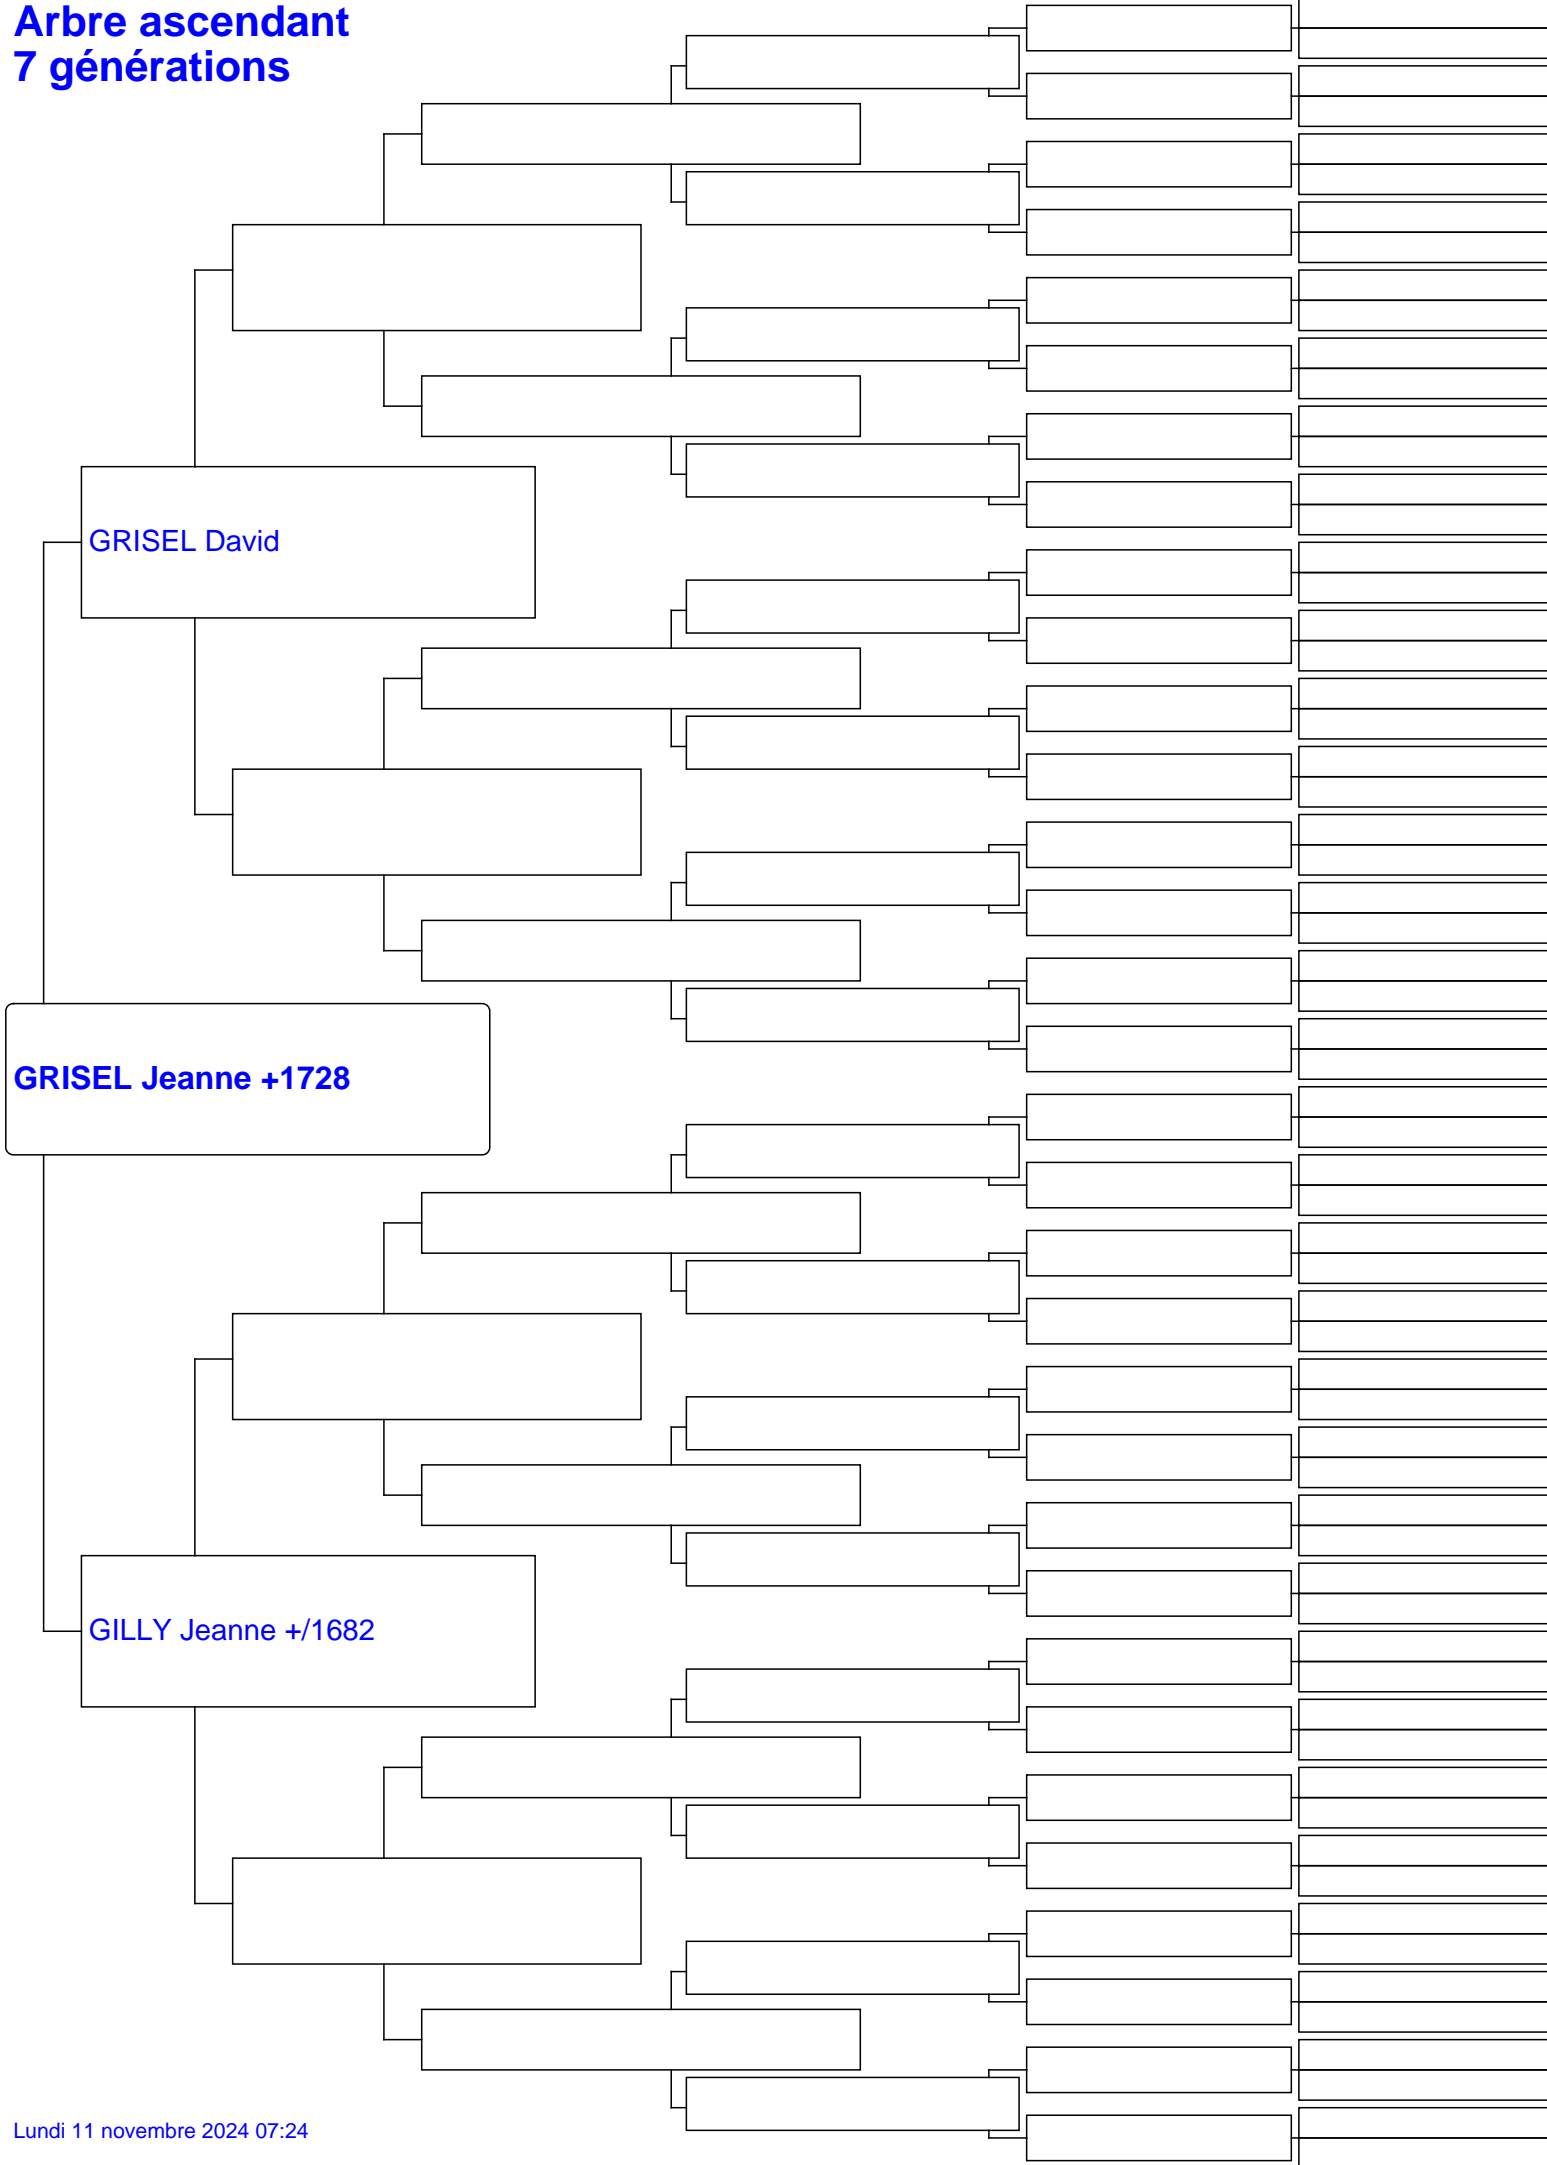 Arbre ascendant
7 générations
GRISEL David
GRISEL Jeanne +1728
GILLY Jeanne +/1682
Lundi 11 novembre 2024 07:24